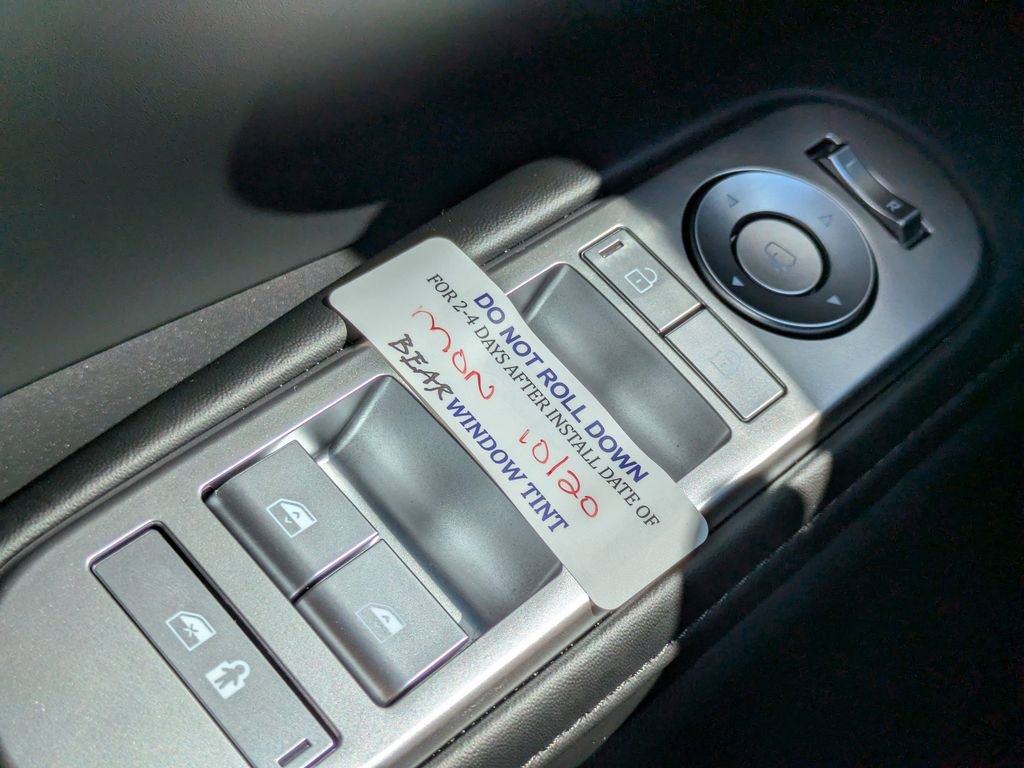 DO NOT ROLL DOWN
FOR 2-4 DAYS AFTER INSTALL DATE OF
MON 10/20
BEAR WINDOW TINT
L
R